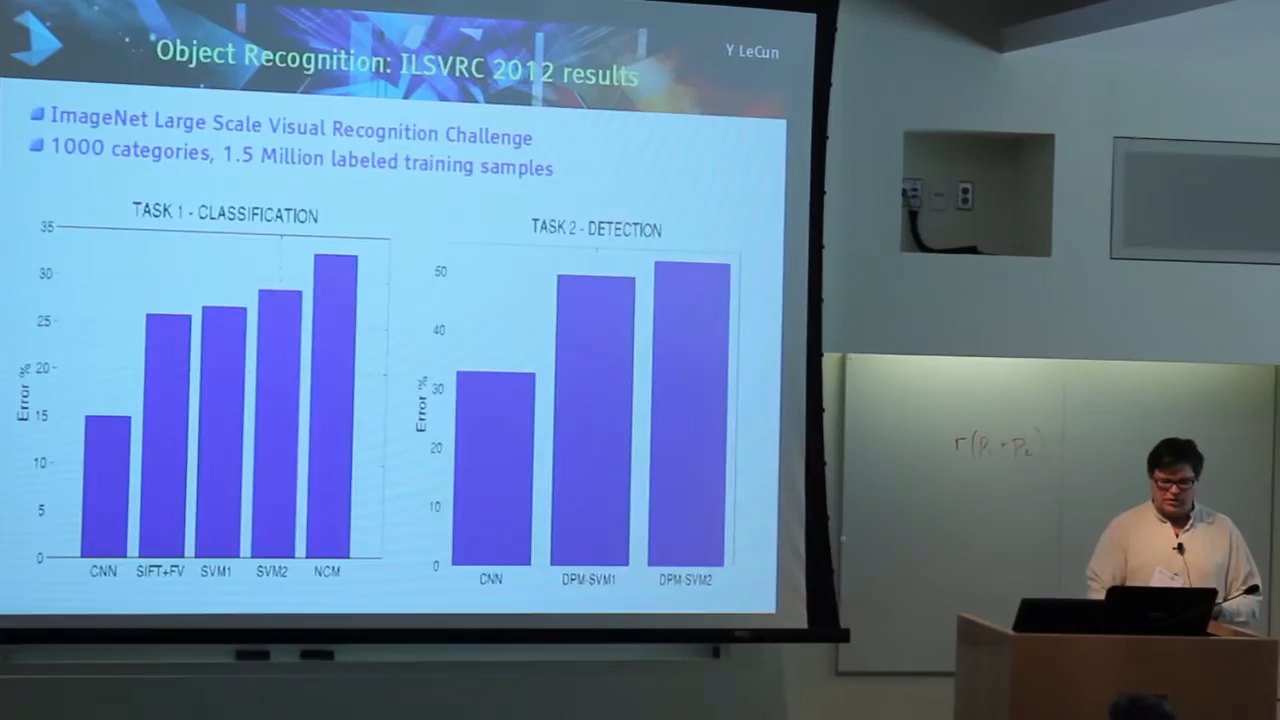 Object Recognition: ILSVRC 2012 results
Y LeCun
ImageNet Large Scale Visual Recognition Challenge
1000 categories, 1.5 Million labeled training samples
TASK 1 - CLASSIFICATION
35
30
25
20
15
10
5
0
Error %
CNN SIFT+FV SVM1 SVM2 NCM
TASK 2 - DETECTION
50
40
30
20
10
0
Error %
CNN DPM-SVM1 DPM-SVM2
r(p₁+p₂)